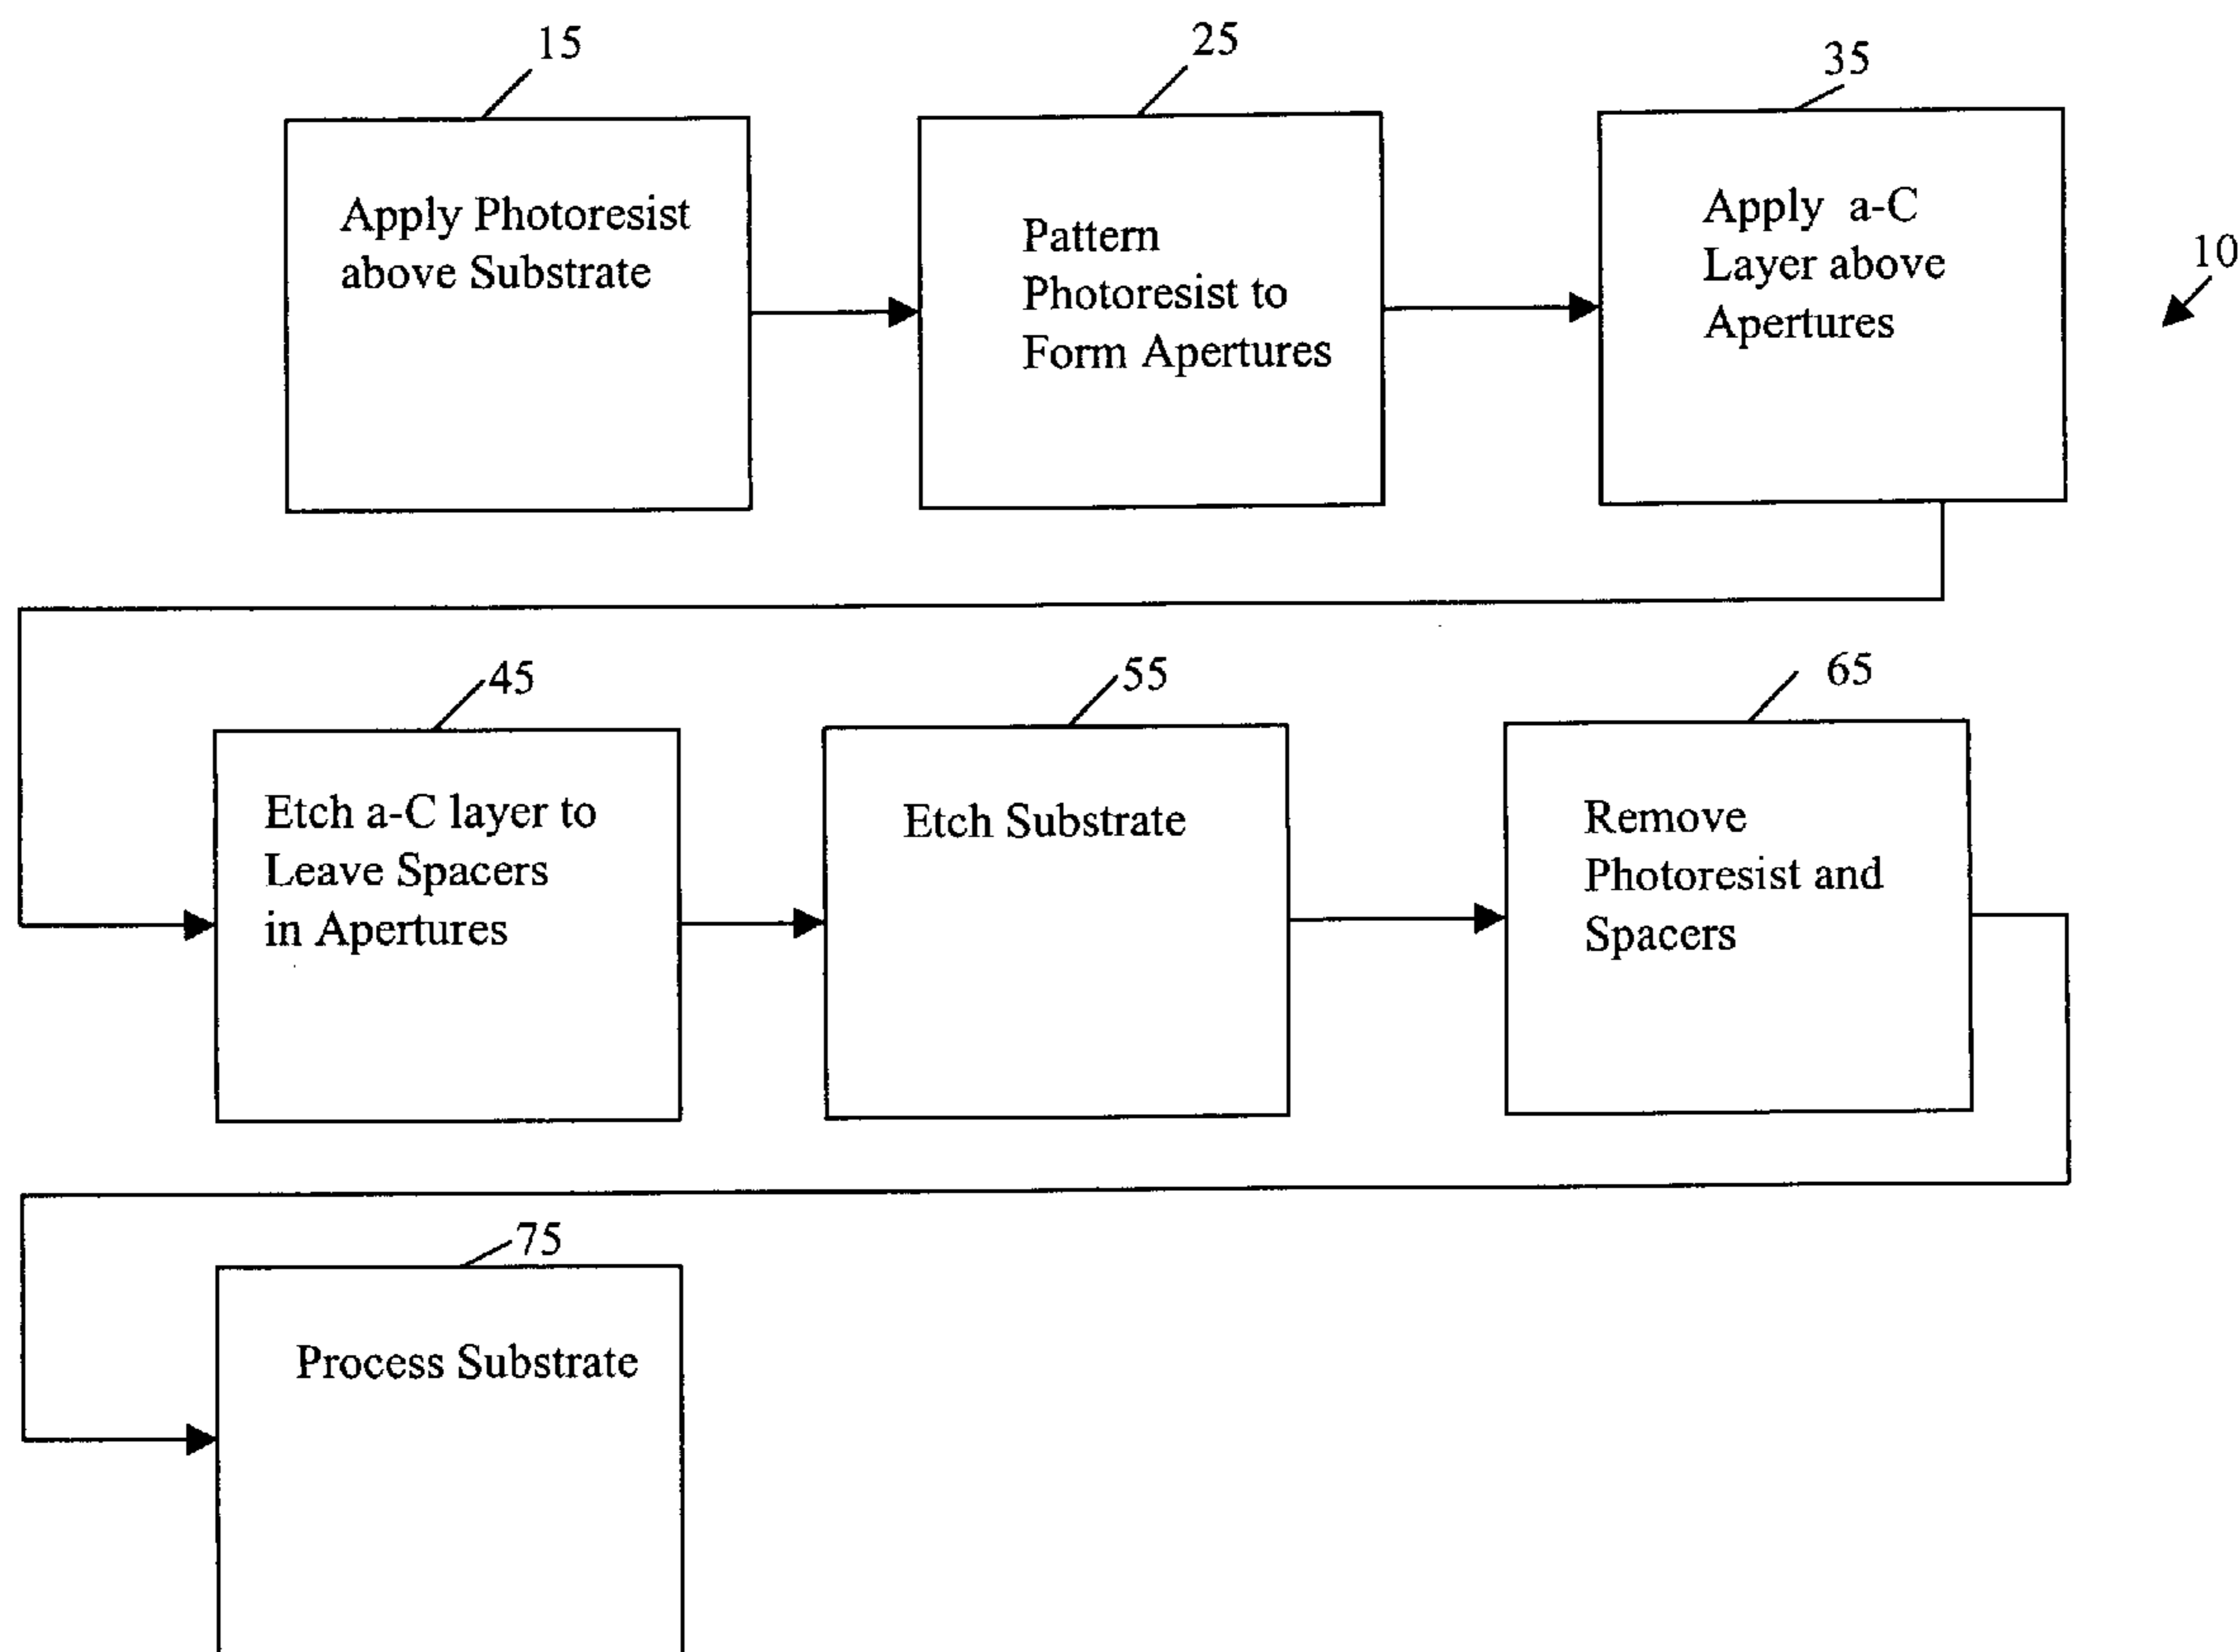 15
25
35
10
Apply Photoresist
above Substrate
Pattern
Photoresist to
Form Apertures
Apply a-C
Layer above
Apertures
45
55
65
Etch a-C layer to
Leave Spacers
in Apertures
Etch Substrate
Remove
Photoresist and
Spacers
75
Process Substrate